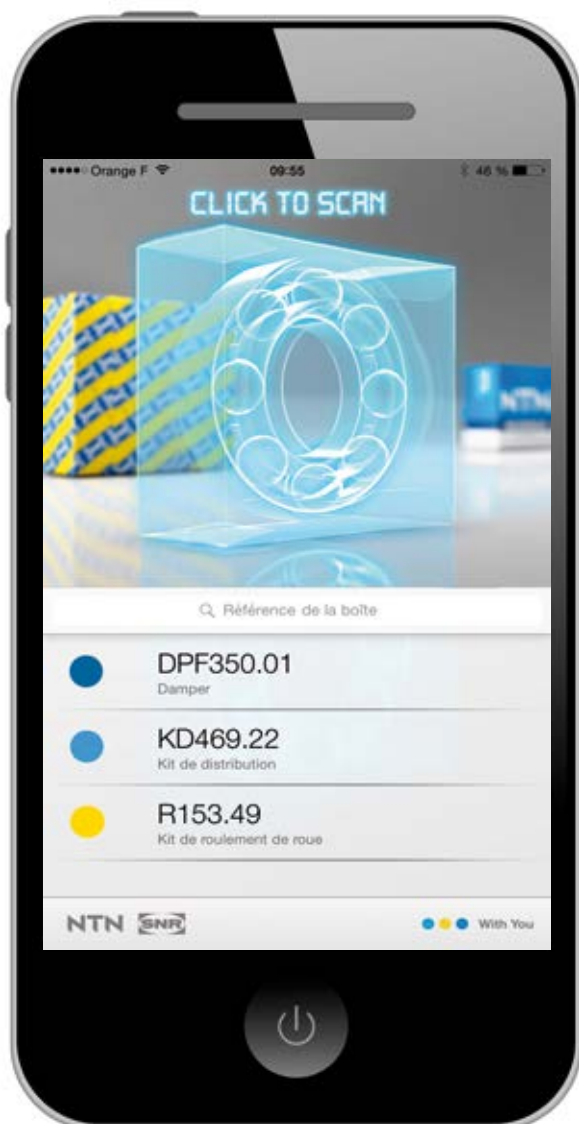 Orange F 09:55 46 %
CLICK TO SCAN
NTN
Référence de la boîte
DPF350.01
Damper
KD469.22
Kit de distribution
R153.49
Kit de roulement de roue
NTN SNR With You